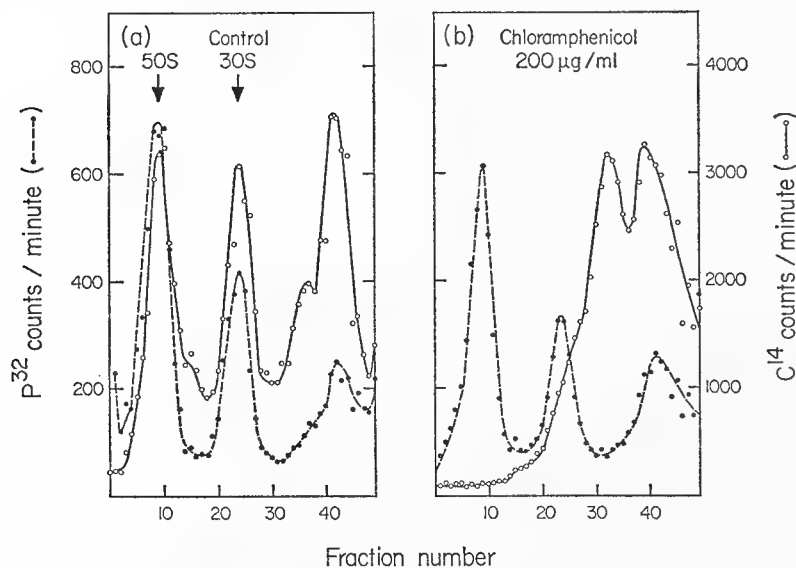 (a) Control
50S 30S
(b) Chloramphenicol
200 µg/ml
800
600
400
200
P32 counts / minute (•----•)
10 20 30 40
10 20 30 40
4000
3000
2000
1000
C14 counts / minute (o—o)
Fraction number